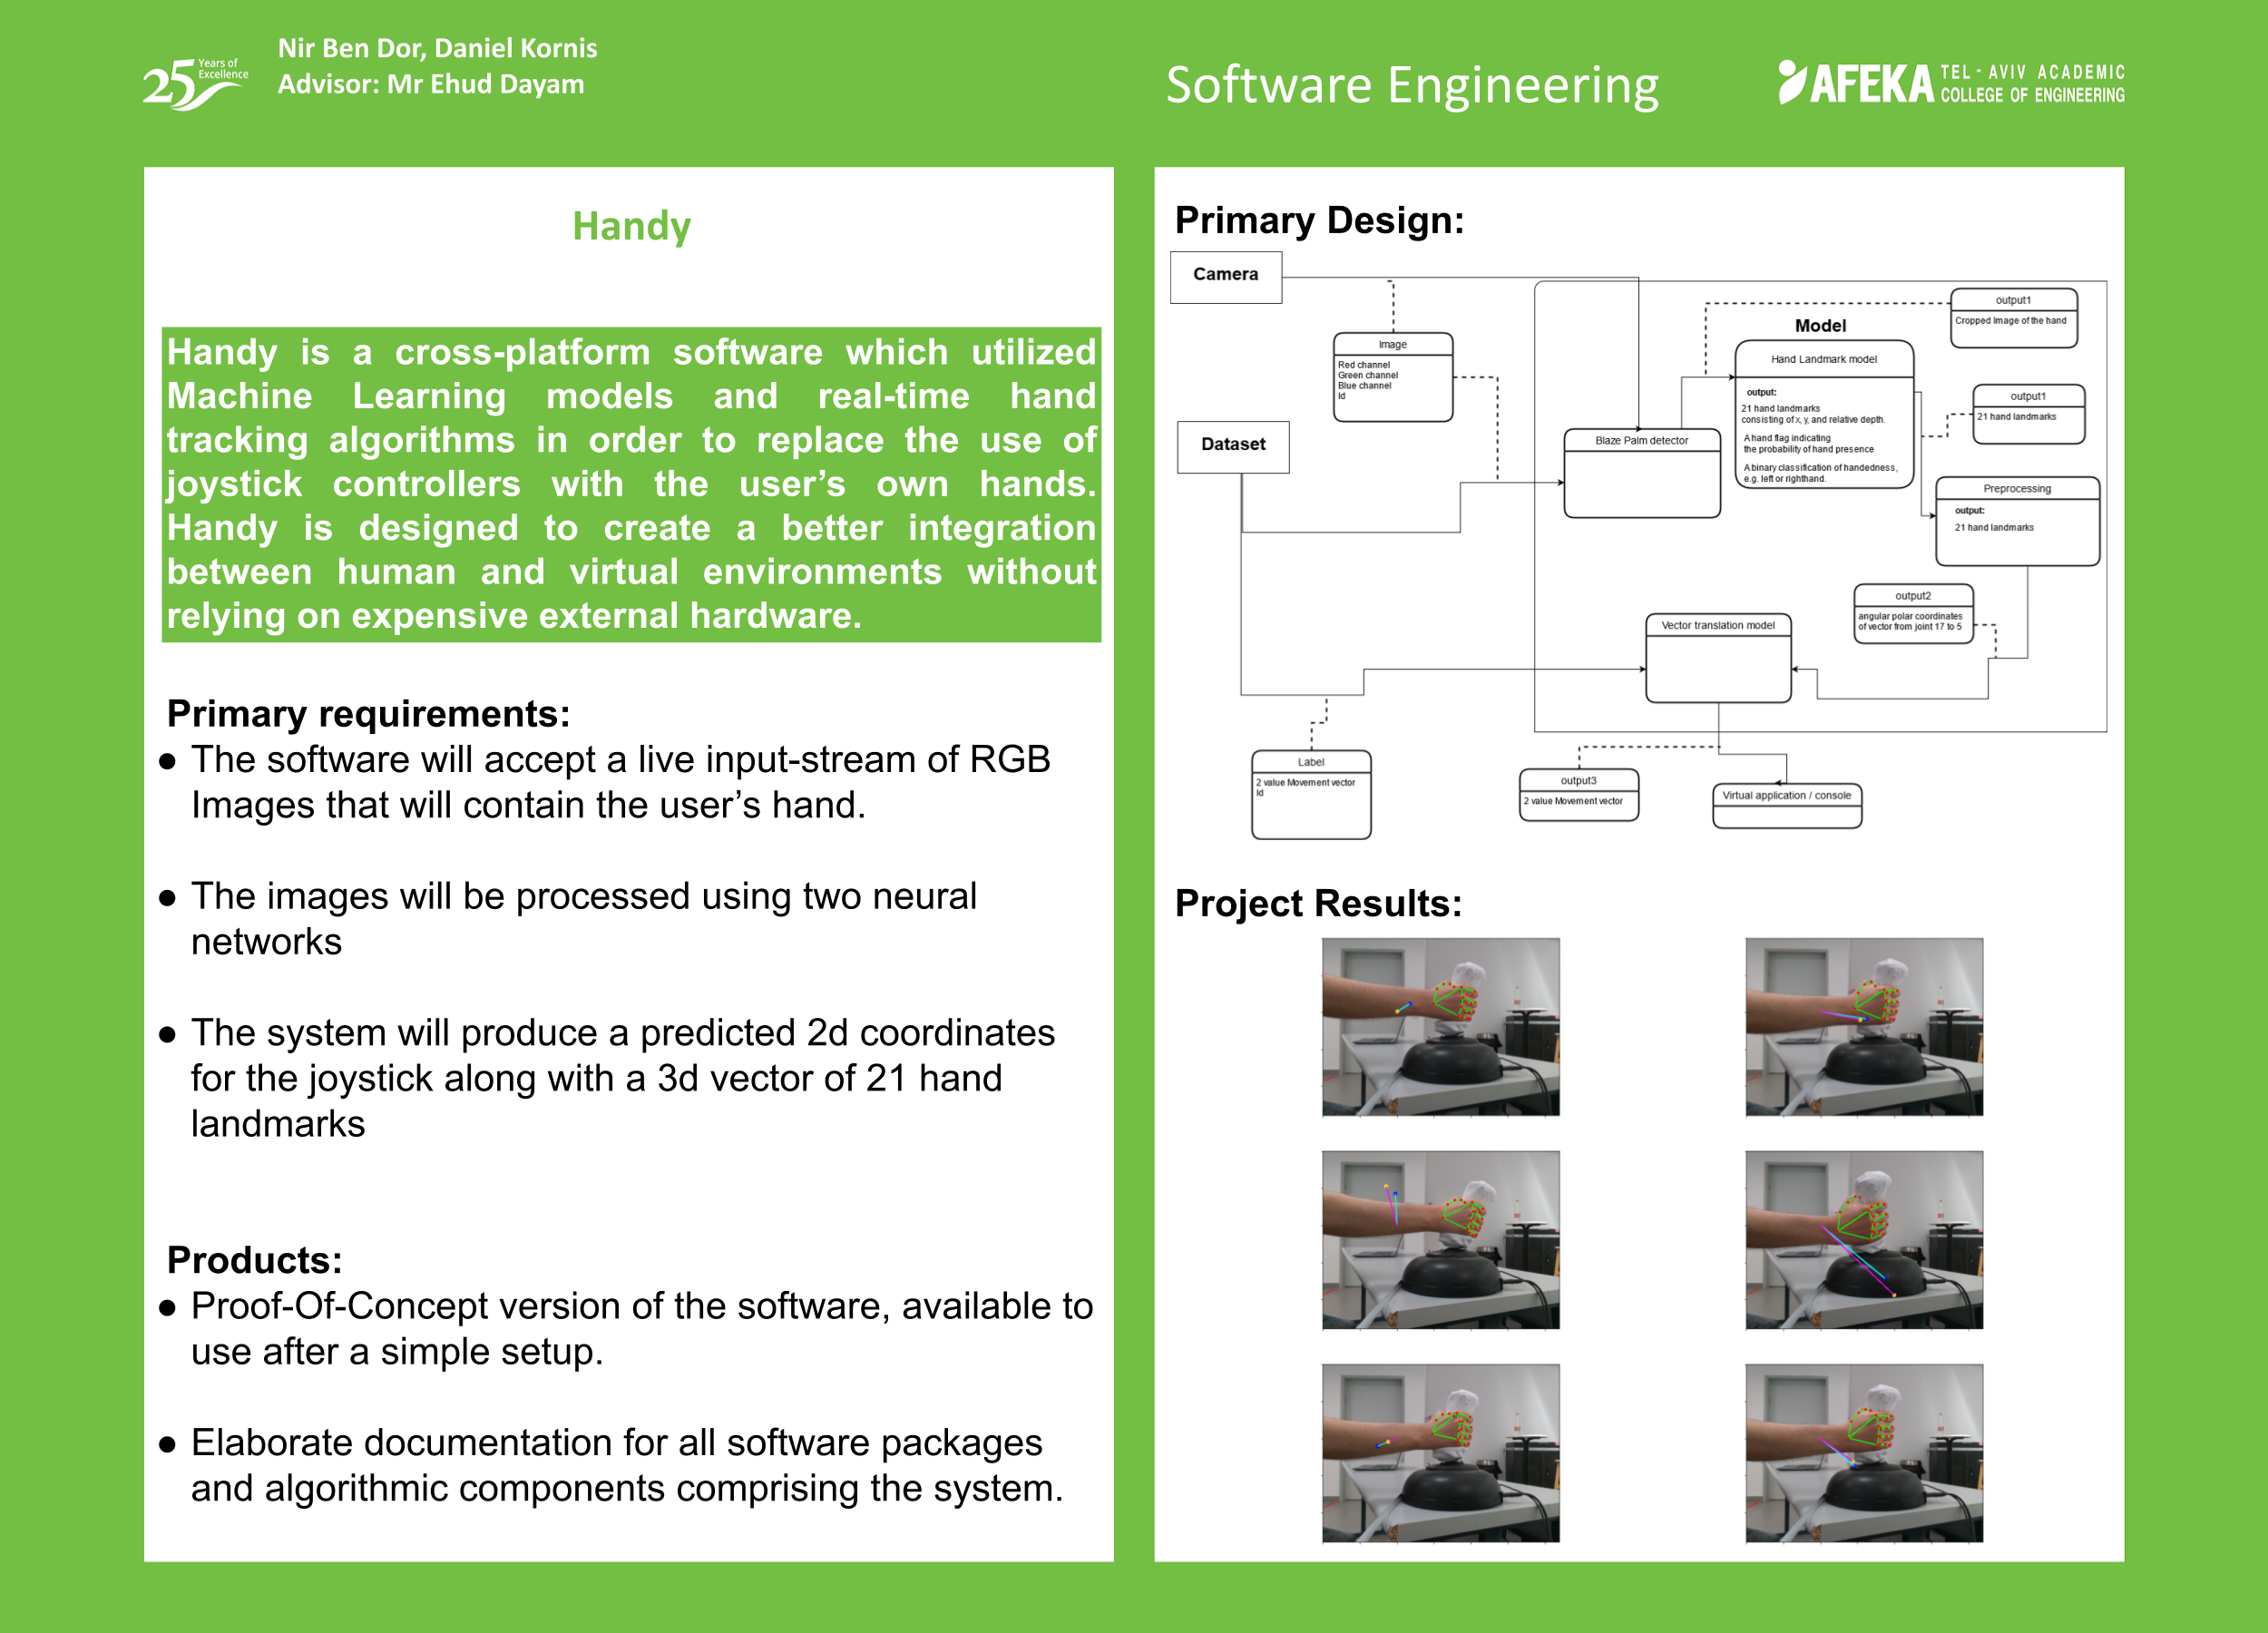 25 Years of
Excellence
Nir Ben Dor, Daniel Kornis
Advisor: Mr Ehud Dayam
Software Engineering
AFEKA TEL - AVIV ACADEMIC
COLLEGE OF ENGINEERING
Handy
Handy is a cross-platform software which utilized
Machine Learning models and real-time hand
tracking algorithms in order to replace the use of
joystick controllers with the user’s own hands.
Handy is designed to create a better integration
between human and virtual environments without
relying on expensive external hardware.
Primary requirements:
● The software will accept a live input-stream of RGB
Images that will contain the user’s hand.
● The images will be processed using two neural
networks
● The system will produce a predicted 2d coordinates
for the joystick along with a 3d vector of 21 hand
landmarks
Products:
● Proof-Of-Concept version of the software, available to
use after a simple setup.
● Elaborate documentation for all software packages
and algorithmic components comprising the system.
Primary Design:
Camera
Image
Red channel
Green channel
Blue channel
Id
Dataset
Blaze Palm detector
Model
Hand Landmark model
output:
21 hand landmarks
consisting of x, y, and relative depth.
A hand flag indicating
the probability of hand presence
A binary classification of handedness,
e.g. left or righthand.
output1
Cropped Image of the hand
output1
21 hand landmarks
Preprocessing
output:
21 hand landmarks
output2
angular polar coordinates
of vector from joint 17 to 5
Vector translation model
Label
2 value Movement vector
Id
output3
2 value Movement vector
Virtual application / console
Project Results: